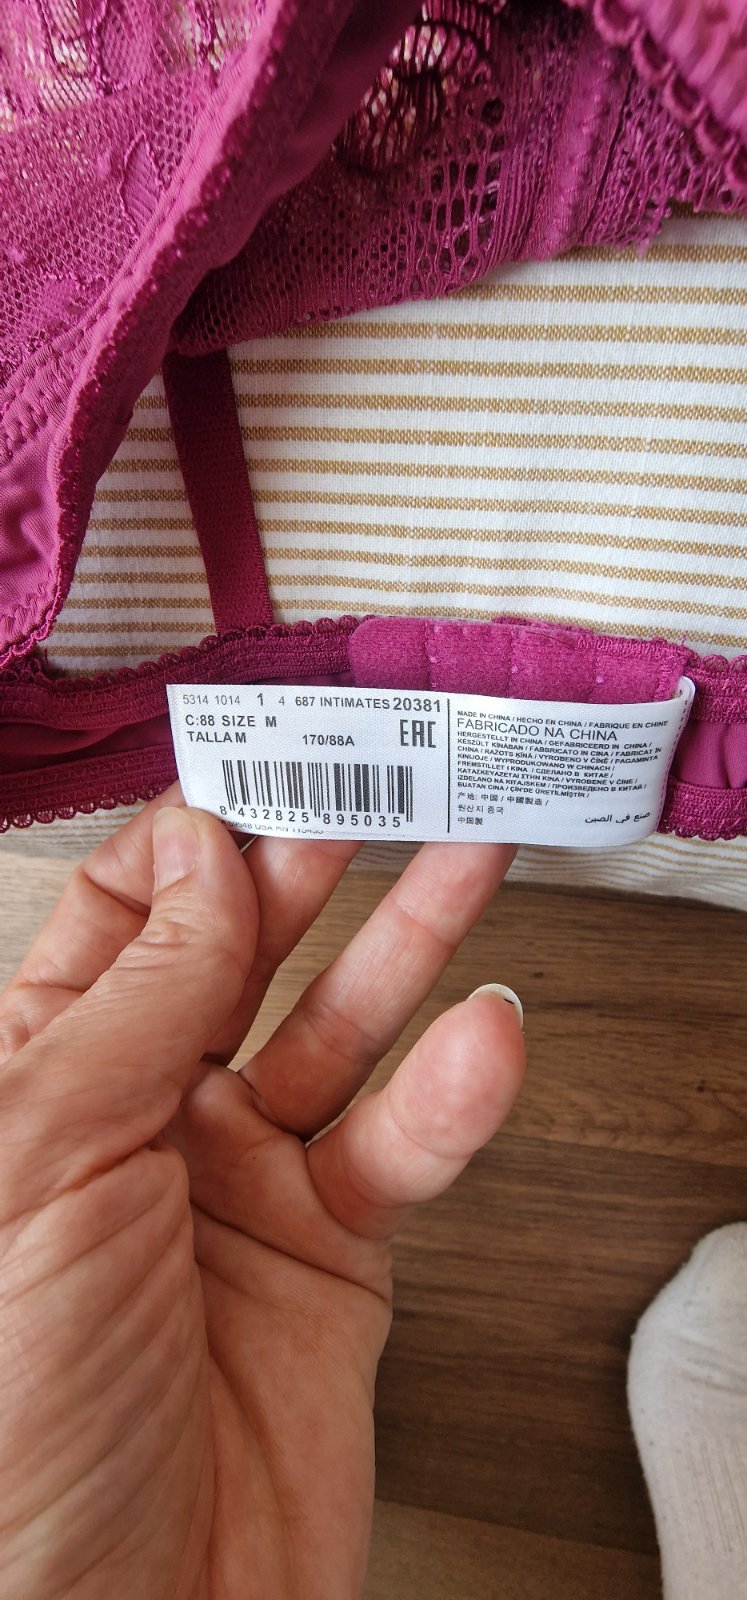 5314 1014 1 4 687 INTIMATES 20381
C:88 SIZE M
TALLA M 170/88A
EAC
8 432825 895035
MADE IN CHINA / HECHO EN CHINA / FABRIQUE EN CHINE
FABRICADO NA CHINA
HERGESTELLT IN CHINA / GEFABRICEERD IN CHINA /
KÉSZÜLT KÍNÁBAN / FABBRICATO IN CINA / FABRICAT ÎN
CHINA / RAŽOTS ĶĪNĀ / VYROBENO V ČÍNĚ / PAGAMINTA
KINIJOJE / WYPRODUKOWANO W CHINACH /
FREMSTILLET I KINA / СДЕЛАНО В КИТАЕ /
KATAΣKEYAZETAI ΣTHN KINA / VYROBENÉ V ČÍNE /
IZDELANO NA KITAJSKEM / ПРОИЗВЕДЕНО В КИТАЙ /
BUATAN CINA / ÇIN'DE ÜRETİLMİŞTİR /
产地: 中国 / 中國製造 /
원산지 중국
中国製
صنع في الصين